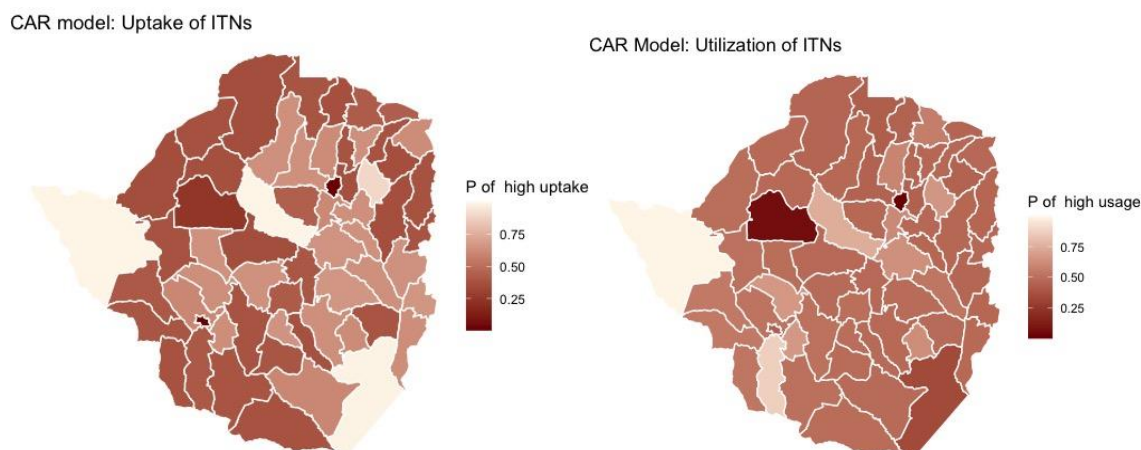 CAR model: Uptake of ITNs
P of  high uptake
0.75
0.50
0.25
CAR Model: Utilization of ITNs
P of  high usage
0.75
0.50
0.25